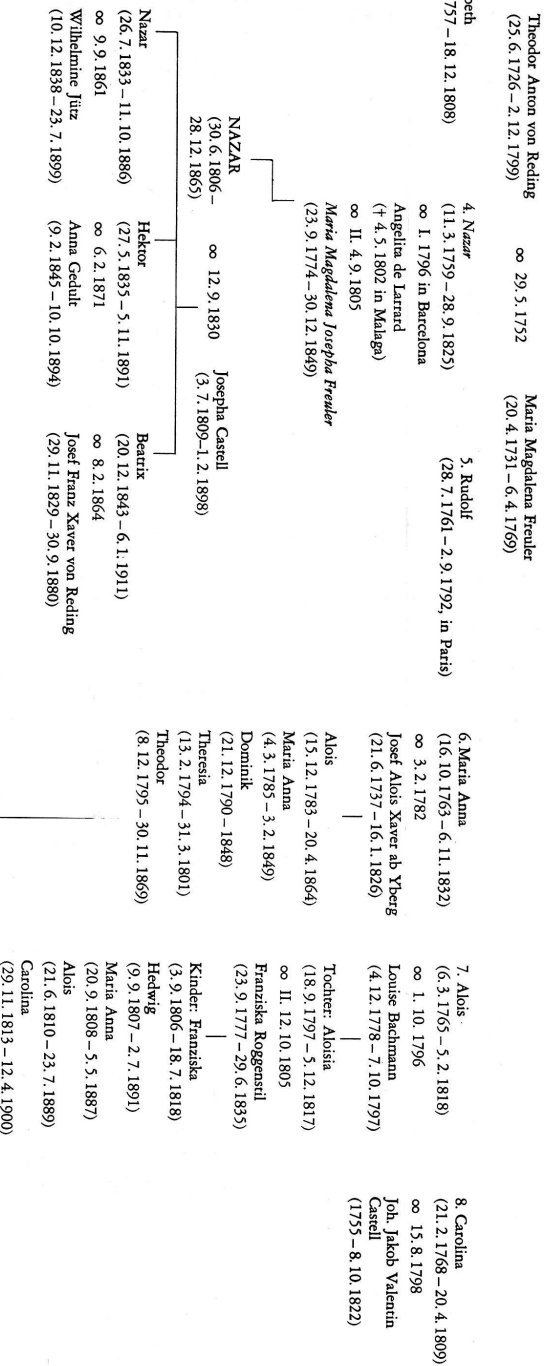 Theodor Anton von Reding
(25. 6. 1726 – 2. 12. 1799)
∞ 29. 5. 1752
Maria Magdalena Freuler
(20. 4. 1731 – 6. 4. 1769)
beth
757 – 18. 12. 1808)
4. Nazar
(11. 3. 1759 – 28. 9. 1825)
∞ I. 1796 in Barcelona
Angelita de Larrard
(† 4. 5. 1802 in Malaga)
∞ II. 4. 9. 1805
Maria Magdalena Josepha Freuler
(23. 9. 1774 – 30. 12. 1849)
5. Rudolf
(28. 7. 1761 – 2. 9. 1792, in Paris)
6. Maria Anna
(16. 10. 1763 – 6. 11. 1832)
∞ 3. 2. 1782
Josef Alois Xaver ab Yberg
(21. 6. 1737 – 16. 1. 1826)
Alois
(15. 12. 1783 – 20. 4. 1864)
Maria Anna
(4. 3. 1785 – 3. 2. 1849)
Dominik
(21. 12. 1790 – 1848)
Theresia
(13. 2. 1794 – 31. 3. 1801)
Theodor
(8. 12. 1795 – 30. 11. 1869)
7. Alois
(6. 3. 1765 – 5. 2. 1818)
∞ I. 10. 1796
Louise Bachmann
(4. 12. 1778 – 7. 10. 1797)
Tochter: Aloisia
(18. 9. 1797 – 5. 12. 1817)
∞ II. 12. 10. 1805
Franziska Roggenstil
(23. 9. 1777 – 29. 6. 1835)
Kinder: Franziska
(3. 9. 1806 – 18. 7. 1818)
Hedwig
(9. 9. 1807 – 2. 7. 1891)
Maria Anna
(20. 9. 1808 – 5. 5. 1887)
Alois
(21. 6. 1810 – 23. 7. 1889)
Carolina
(29. 11. 1813 – 12. 4. 1900)
8. Carolina
(21. 2. 1768 – 20. 4. 1809)
∞ 15. 8. 1798
Joh. Jakob Valentin
Castell
(1755 – 8. 10. 1822)
NAZAR
(30. 6. 1806 –
28. 12. 1865)
∞ 12. 9. 1830
Josepha Castell
(3. 7. 1809–1. 2. 1898)
Nazar
(26. 7. 1833 – 11. 10. 1886)
∞ 9. 9. 1861
Wilhelmine Jütz
(10. 12. 1838 – 23. 7. 1899)
Hektor
(27. 5. 1835 – 5. 11. 1891)
∞ 6. 2. 1871
Anna Gedult
(9. 2. 1845 – 10. 10. 1894)
Beatrix
(20. 12. 1843 – 6. 1. 1911)
∞ 8. 2. 1864
Josef Franz Xaver von Reding
(29. 11. 1829 – 30. 9. 1880)